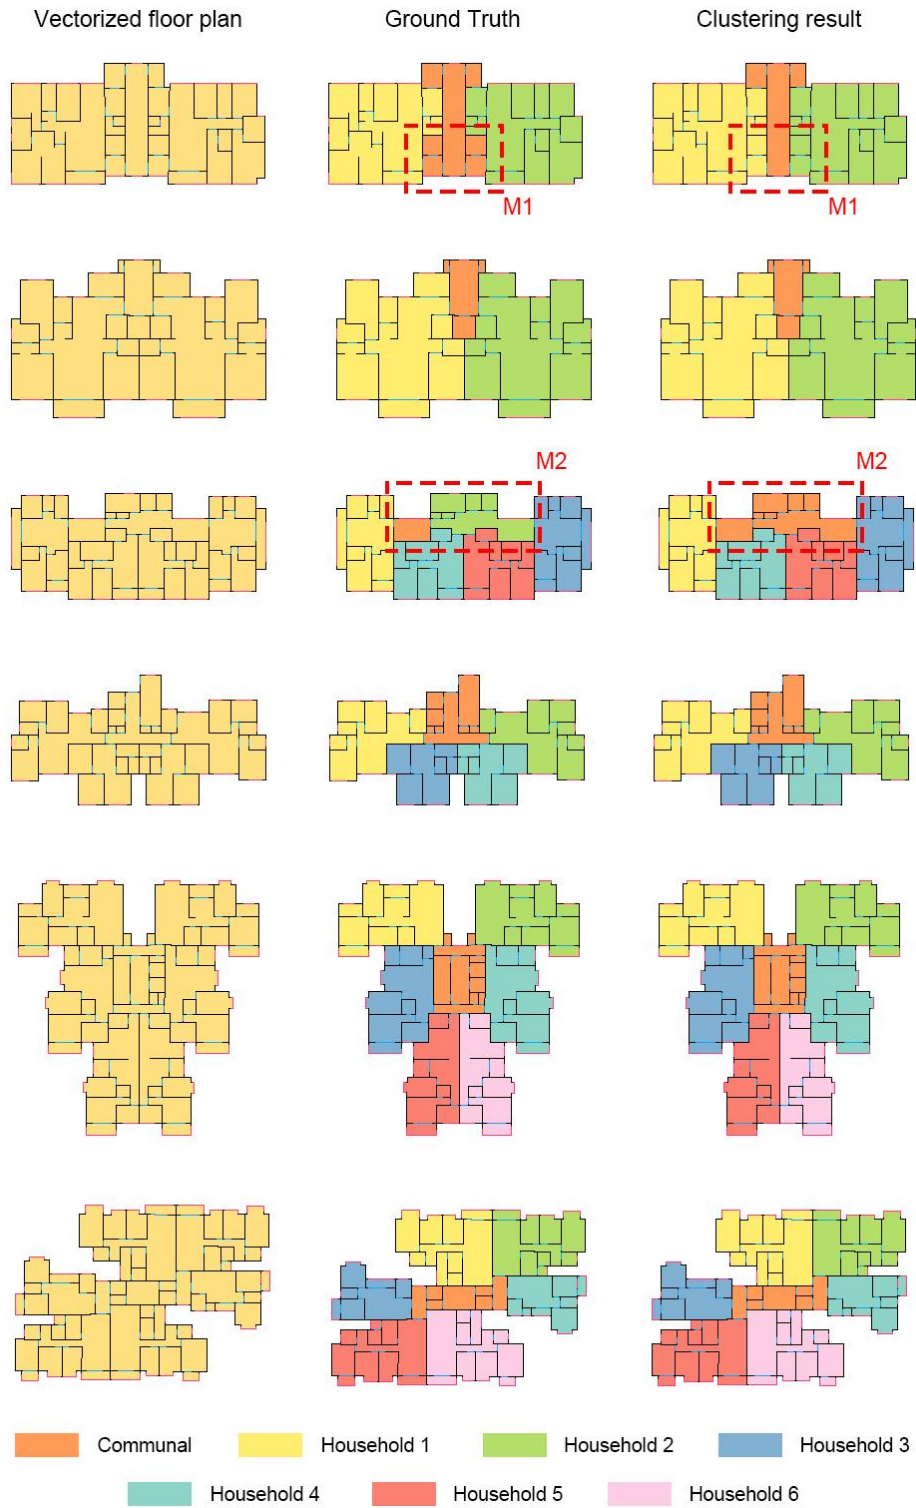 Vectorized floor plan
Ground Truth
Clustering result
M1
M1
M2
M2
Communal
Household 1
Household 2
Household 3
Household 4
Household 5
Household 6